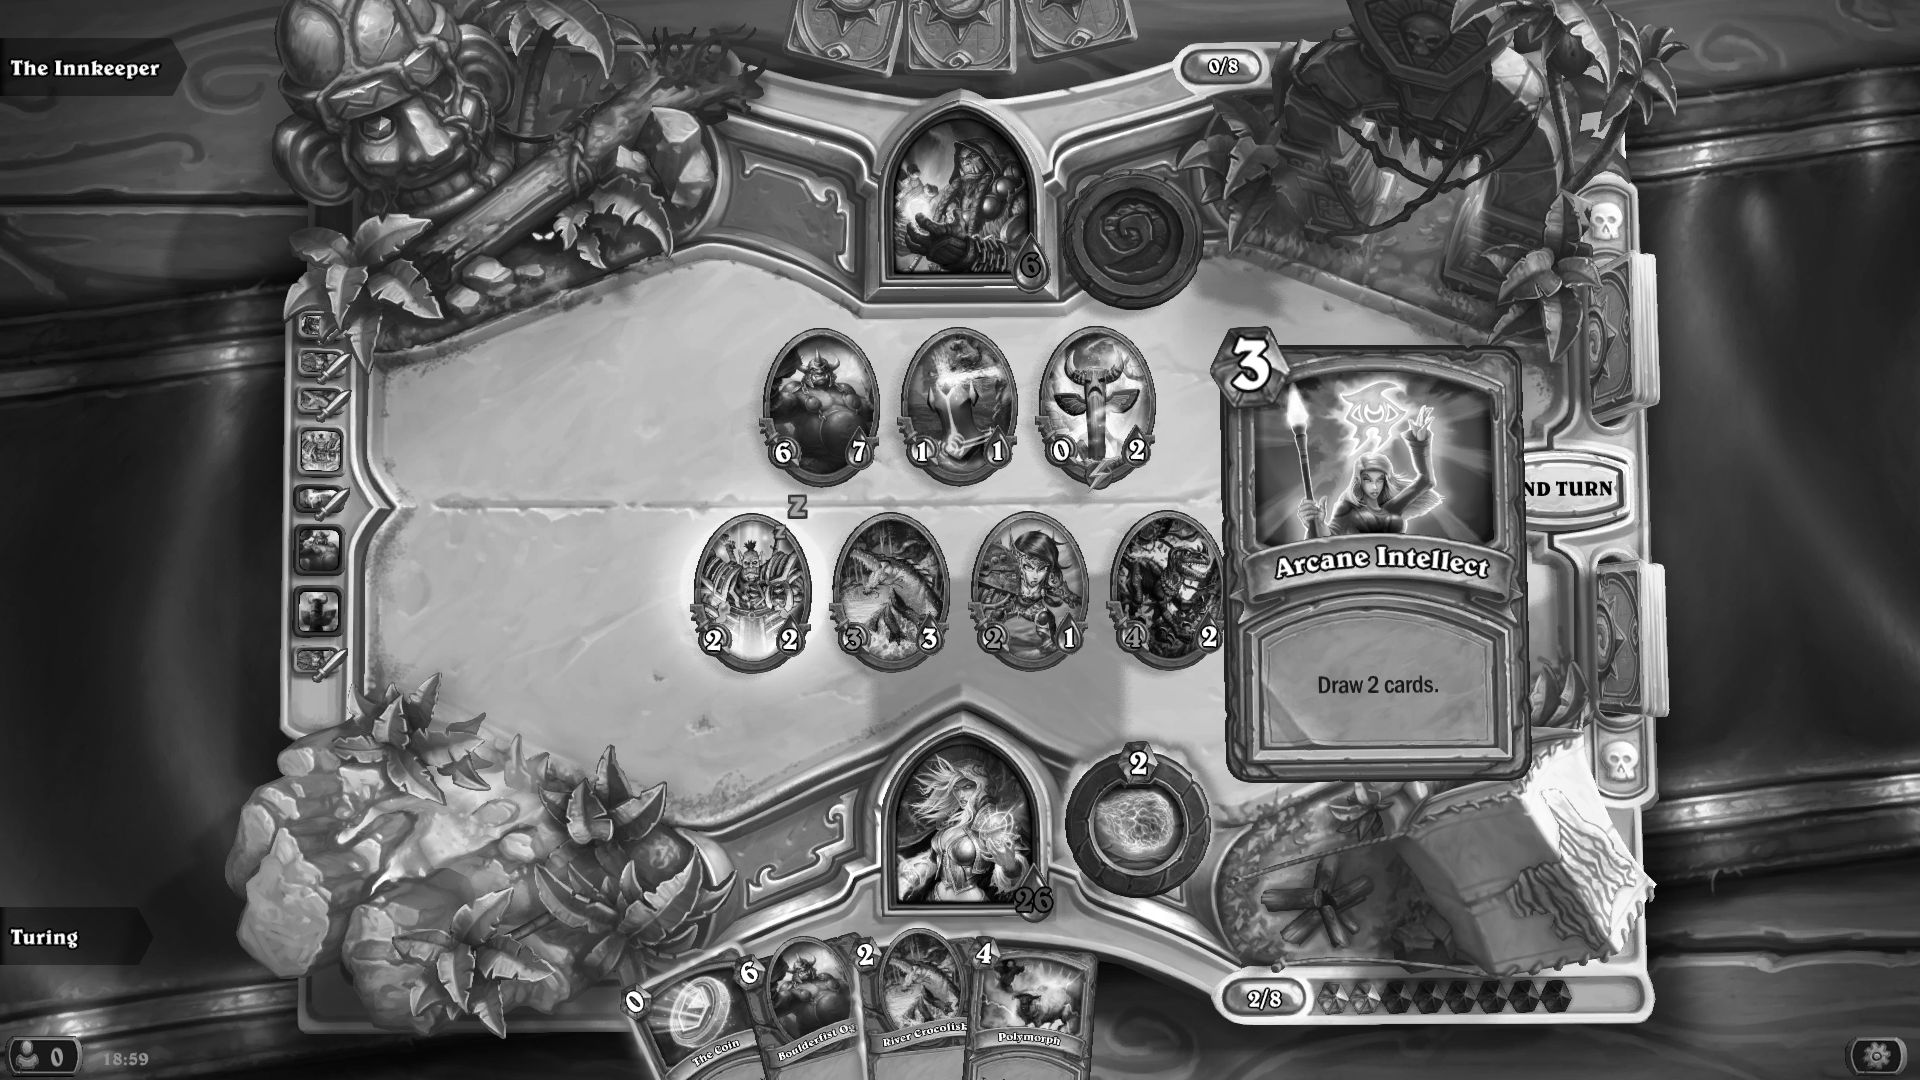 The Innkeeper
0/8
6
6 7 1 1 0 2
3
Arcane Intellect
Draw 2 cards.
ND TURN
Z
2 2 3 3 2 1 4 2
2
26
Turing
0
The Coin
6
2
River Crocolisk
4
Polymorph
2/8
0
18:59